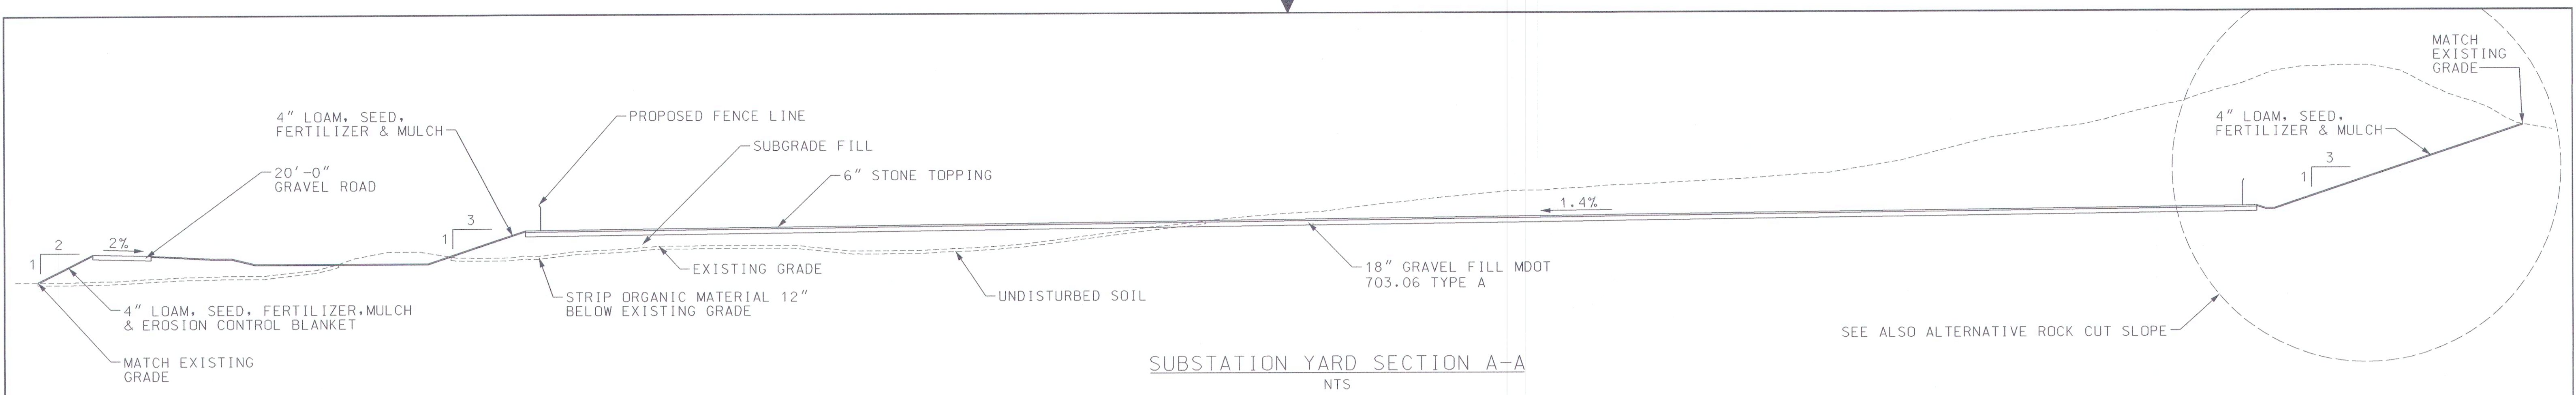 MATCH
EXISTING
GRADE
4" LOAM, SEED,
FERTILIZER & MULCH
PROPOSED FENCE LINE
4" LOAM, SEED,
FERTILIZER & MULCH
SUBGRADE FILL
3
1
20'-0"
GRAVEL ROAD
6" STONE TOPPING
1.4%
3
1
2
1
2%
EXISTING GRADE
18" GRAVEL FILL MDOT
703.06 TYPE A
STRIP ORGANIC MATERIAL 12"
BELOW EXISTING GRADE
UNDISTURBED SOIL
4" LOAM, SEED, FERTILIZER,MULCH
& EROSION CONTROL BLANKET
SEE ALSO ALTERNATIVE ROCK CUT SLOPE
MATCH EXISTING
GRADE
SUBSTATION YARD SECTION A-A
NTS